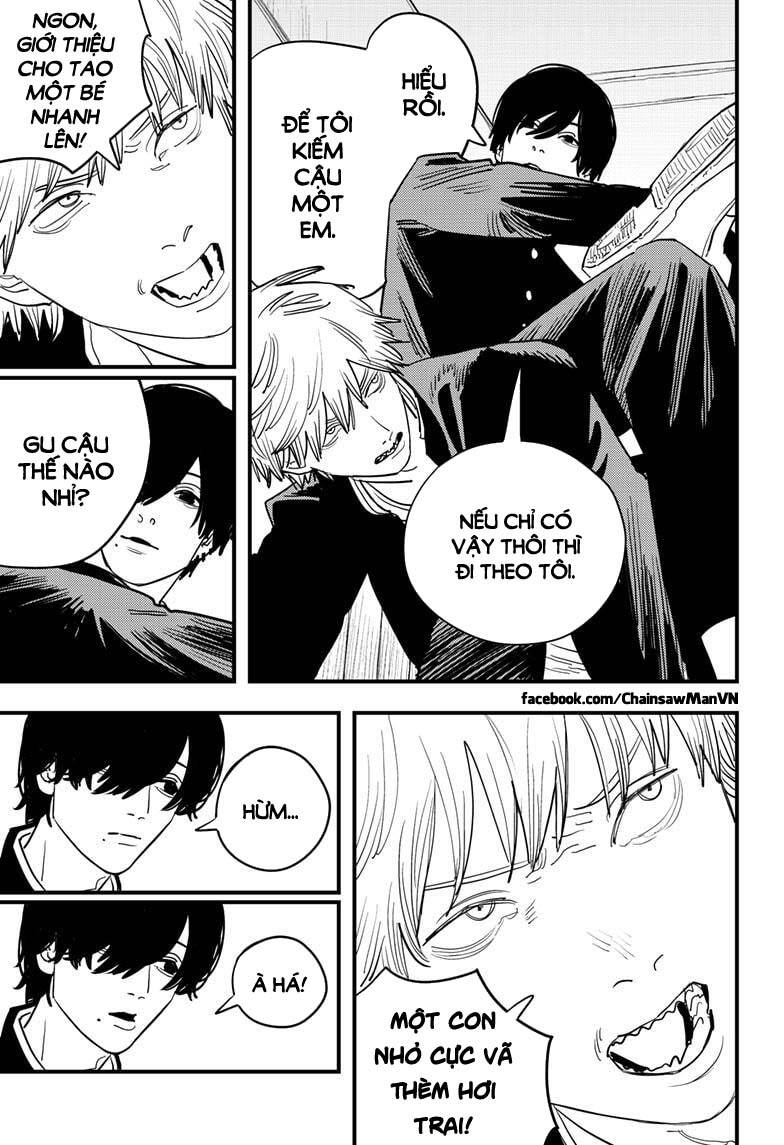 HIỂU
RỒI.
ĐỂ TÔI
KIẾM
CẬU
MỘT
EM.
NẾU CHỈ CÓ
VẬY THÔI THÌ
ĐI THEO TÔI.
NGON,
GIỚI THIỆU
CHO TAO
MỘT BÉ
NHANH
LÊN!
GU CẬU
THẾ NÀO
NHỈ?
facebook.com/ChainsawManVN
MỘT CON
NHỎ CỰC VÃ
THÈM HƠI
TRAI!
HỪM...
À HÁ!